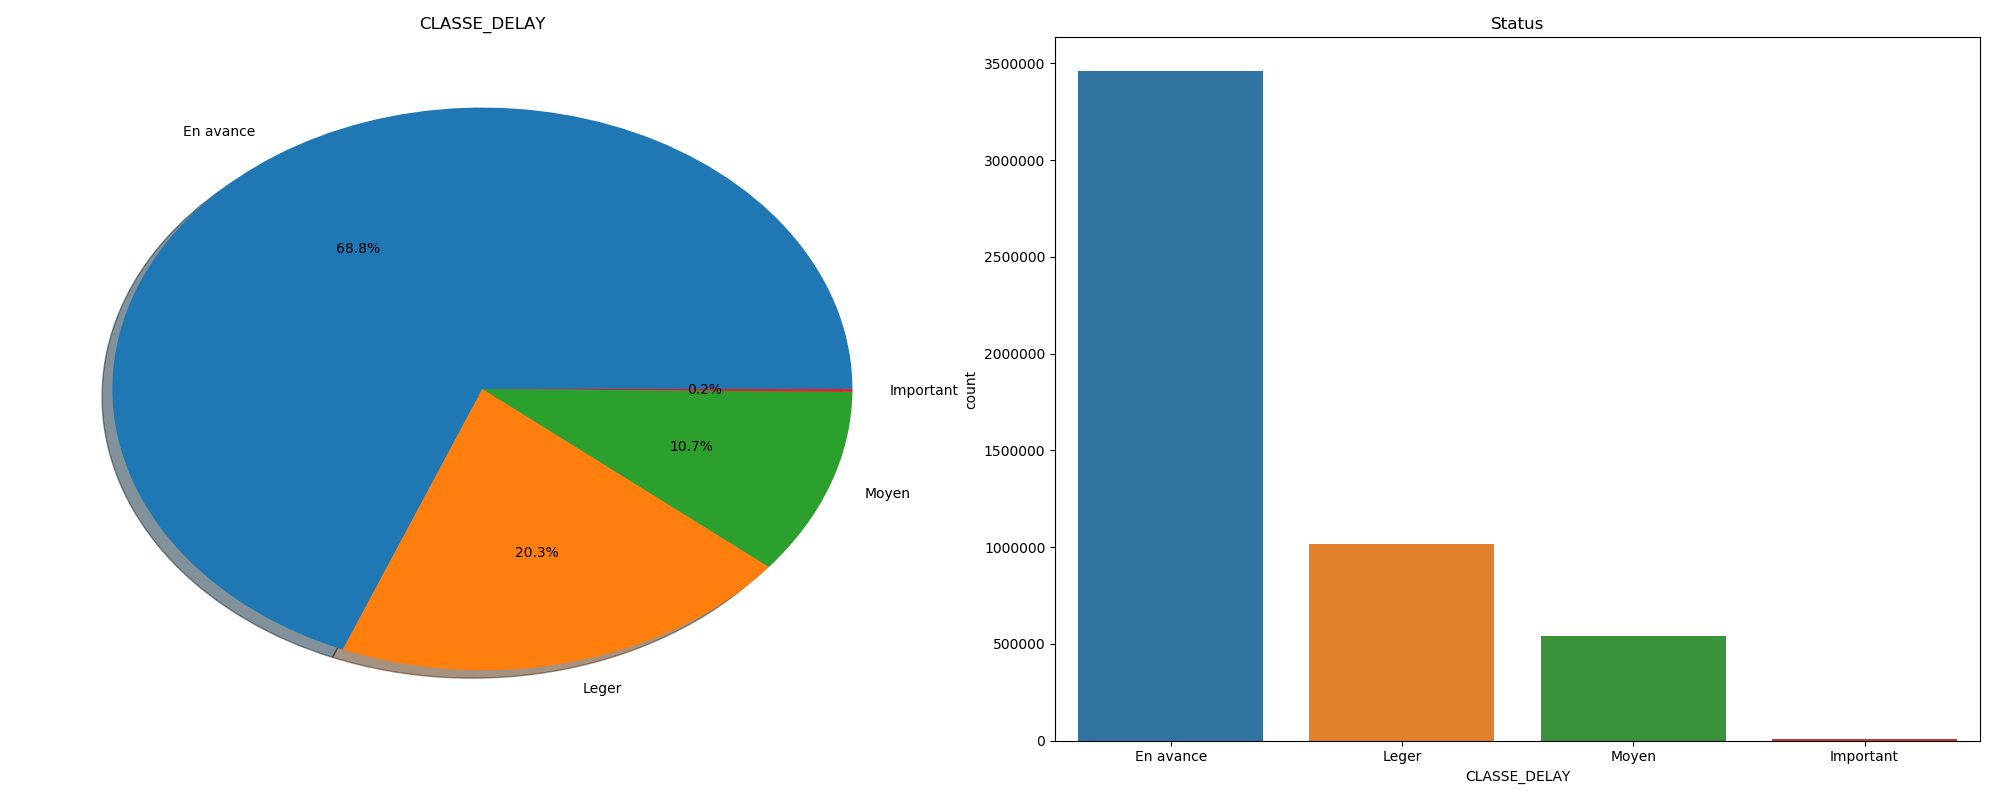 CLASSE_DELAY
En avance
68.8%
0.2%
Important
10.7%
Moyen
20.3%
Leger
Status
3500000
3000000
2500000
2000000
1500000
1000000
500000
0
count
En avance Leger Moyen Important
CLASSE_DELAY